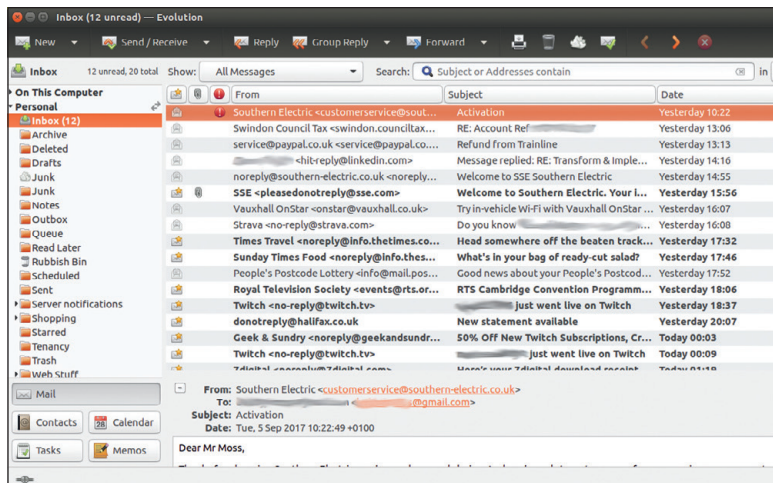 Inbox (12 unread) — Evolution
New Send / Receive Reply Group Reply Forward
Inbox 12 unread, 20 total Show: All Messages Search: Subject or Addresses contain in
On This Computer
Personal
Inbox (12)
Archive
Deleted
Drafts
Junk
Junk
Notes
Outbox
Queue
Read Later
Rubbish Bin
Scheduled
Sent
Server notifications
Shopping
Starred
Tenancy
Trash
Web Stuff
Mail
Contacts 28 Calendar
Tasks Memos
From Subject Date
Southern Electric <customerservice@sout... Activation Yesterday 10:22
Swindon Council Tax <swindon.counciltax... RE: Account Ref Yesterday 13:06
service@paypal.co.uk <service@paypal.co... Refund from Trainline Yesterday 13:13
<hit-reply@linkedin.com> Message replied: RE: Transform & Imple... Yesterday 14:16
noreply@southern-electric.co.uk <noreply... Welcome to SSE Southern Electric Yesterday 14:55
SSE <pleasedonotreply@sse.com> Welcome to Southern Electric. Your i... Yesterday 15:56
Vauxhall OnStar <onstar@vauxhall.co.uk> Try in-vehicle Wi-Fi with Vauxhall OnStar ... Yesterday 16:07
Strava <no-reply@strava.com> Do you know Yesterday 16:08
Times Travel <noreply@info.thetimes.co... Head somewhere off the beaten track... Yesterday 17:32
Sunday Times Food <noreply@info.thes... What's in your bag of ready-cut salad? Yesterday 17:46
People's Postcode Lottery <info@mail.pos... Good news about your People's Postcod... Yesterday 17:52
Royal Television Society <events@rts.or... RTS Cambridge Convention Programm... Yesterday 18:06
Twitch <no-reply@twitch.tv> just went live on Twitch Yesterday 18:37
donotreply@halifax.co.uk New statement available Yesterday 20:07
Geek & Sundry <noreply@geekandsundr... 50% Off New Twitch Subscriptions, Cr... Today 00:03
Twitch <no-reply@twitch.tv> just went live on Twitch Today 00:09
7digital <noreply@7digital.com> Here's your 7digital download receipt Today 01:19
From: Southern Electric <customerservice@southern-electric.co.uk>
To: @gmail.com>
Subject: Activation
Date: Tue, 5 Sep 2017 10:22:49 +0100
Dear Mr Moss,